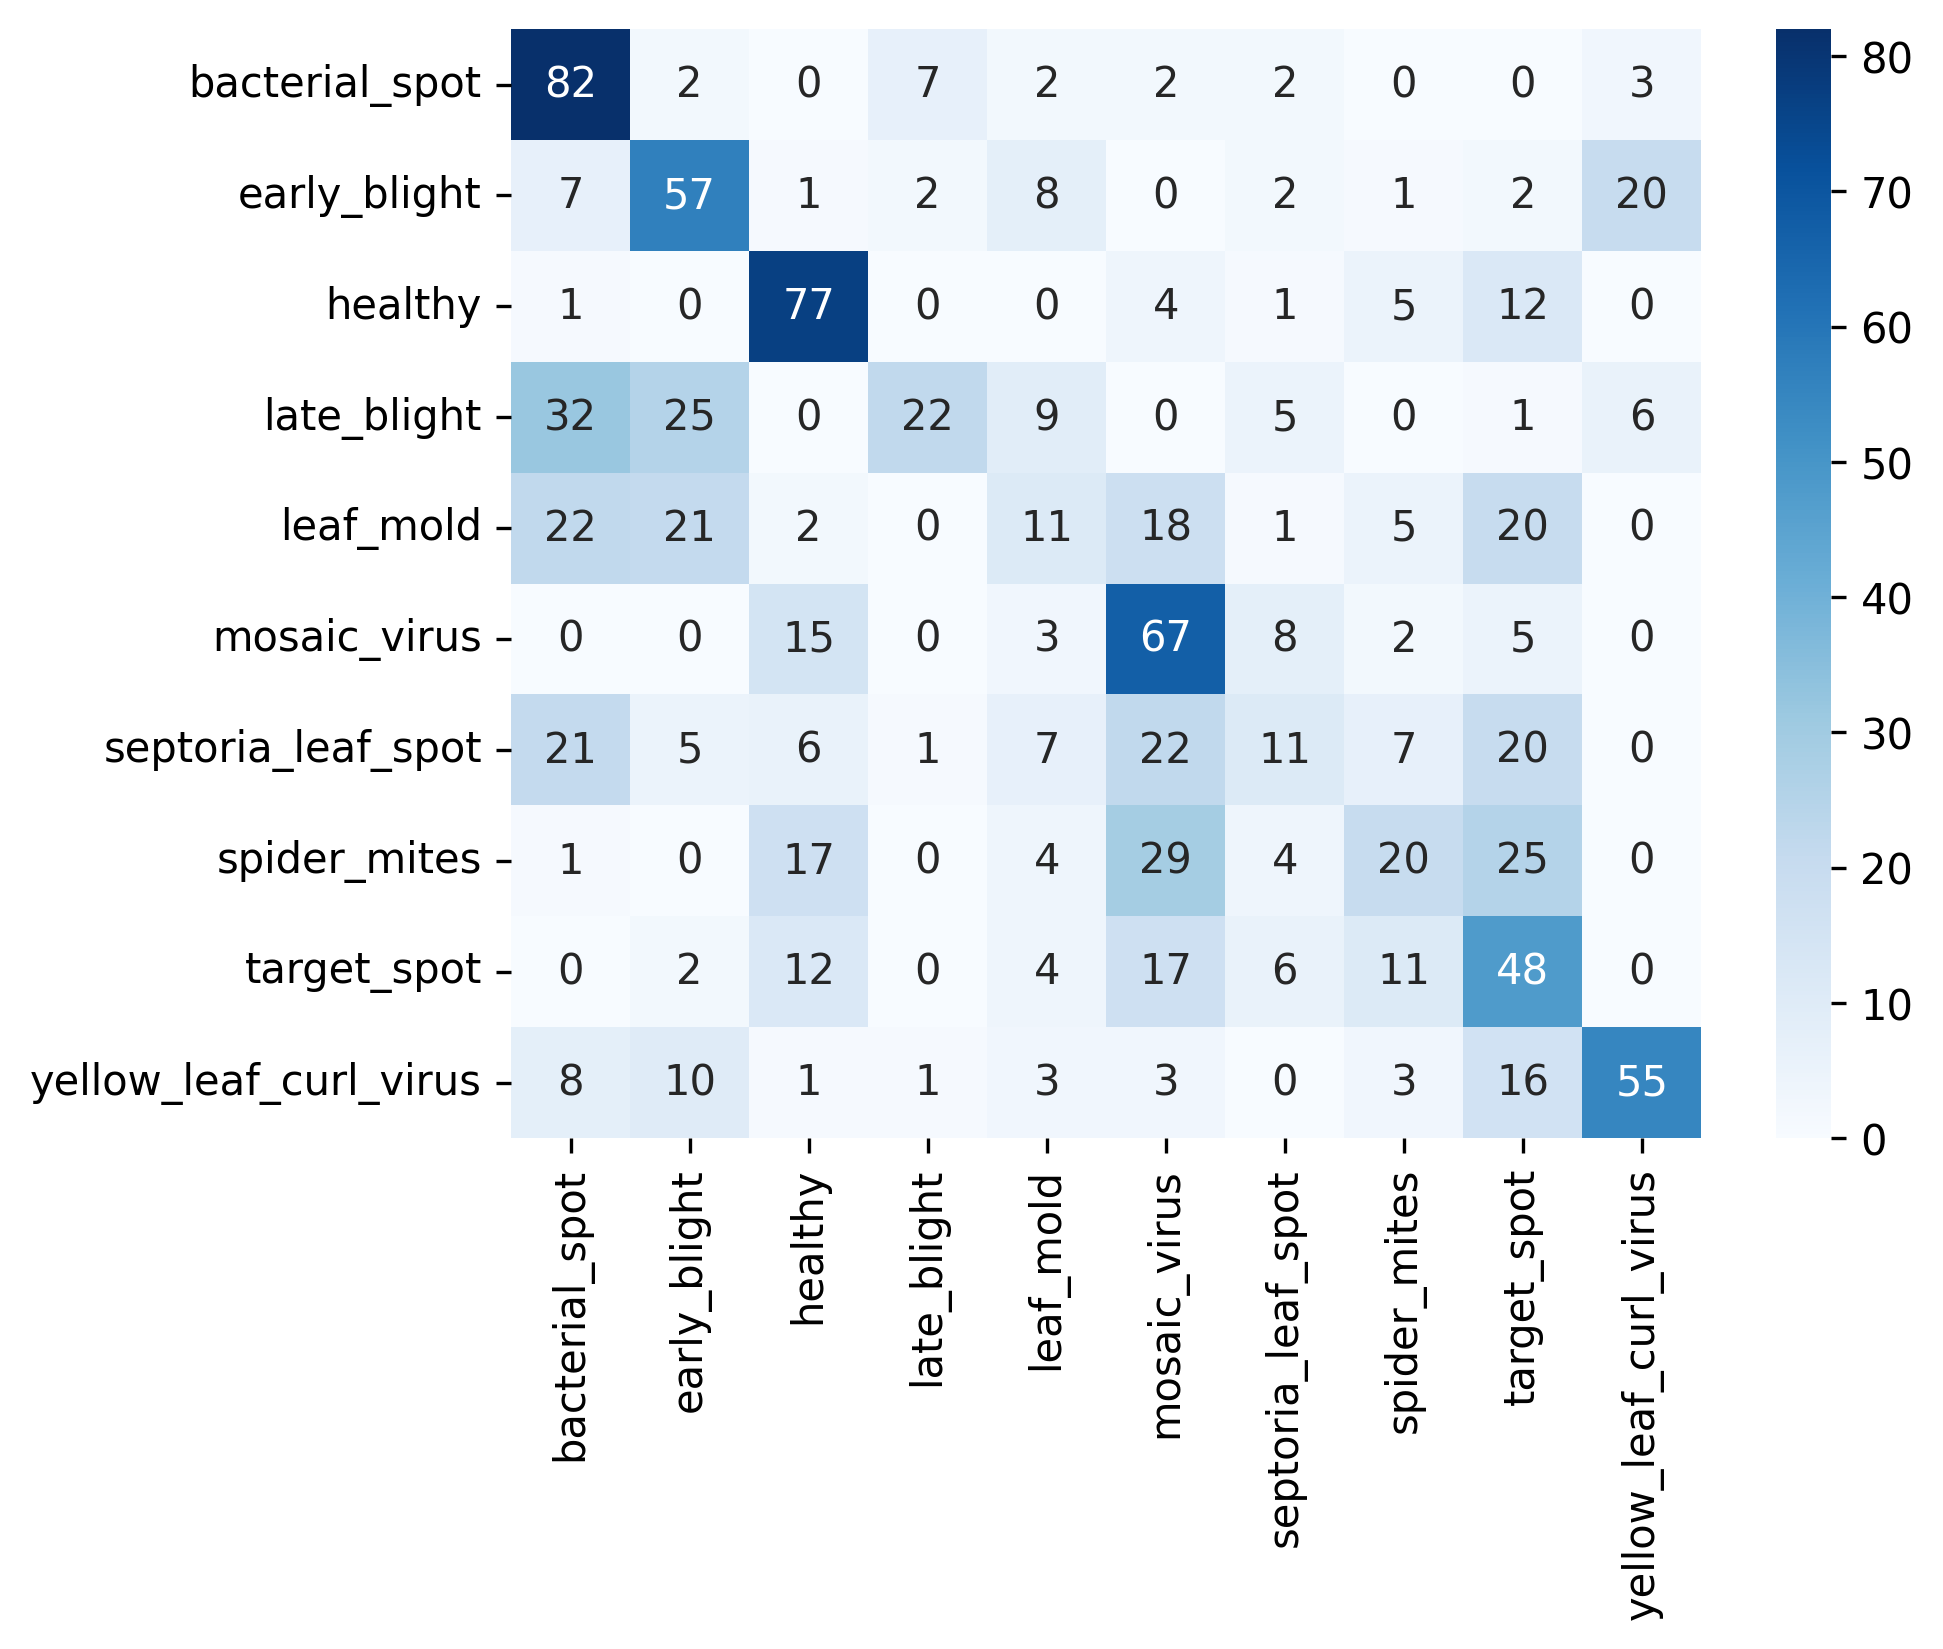 bacterial_spot 82 2 0 7 2 2 2 0 0 3
early_blight 7 57 1 2 8 0 2 1 2 20
healthy 1 0 77 0 0 4 1 5 12 0
late_blight 32 25 0 22 9 0 5 0 1 6
leaf_mold 22 21 2 0 11 18 1 5 20 0
mosaic_virus 0 0 15 0 3 67 8 2 5 0
septoria_leaf_spot 21 5 6 1 7 22 11 7 20 0
spider_mites 1 0 17 0 4 29 4 20 25 0
target_spot 0 2 12 0 4 17 6 11 48 0
yellow_leaf_curl_virus 8 10 1 1 3 3 0 3 16 55
bacterial_spot
early_blight
healthy
late_blight
leaf_mold
mosaic_virus
septoria_leaf_spot
spider_mites
target_spot
yellow_leaf_curl_virus
80
70
60
50
40
30
20
10
0